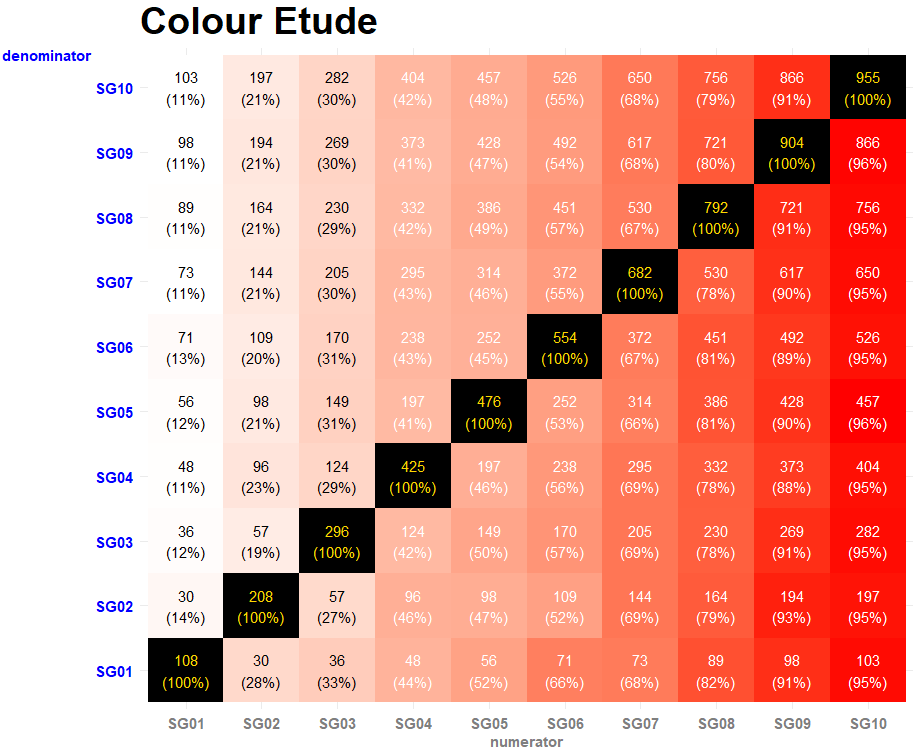 Colour Etude
denominator
SG10 103 197 282 404 457 526 650 756 866 955
(11%) (21%) (30%) (42%) (48%) (55%) (68%) (79%) (91%) (100%)
SG09 98 194 269 373 428 492 617 721 904 866
(11%) (21%) (30%) (41%) (47%) (54%) (68%) (80%) (100%) (96%)
SG08 89 164 230 332 386 451 530 792 721 756
(11%) (21%) (29%) (42%) (49%) (57%) (67%) (100%) (91%) (95%)
SG07 73 144 205 295 314 372 682 530 617 650
(11%) (21%) (30%) (43%) (46%) (55%) (100%) (78%) (90%) (95%)
SG06 71 109 170 238 252 554 372 451 492 526
(13%) (20%) (31%) (43%) (45%) (100%) (67%) (81%) (89%) (95%)
SG05 56 98 149 197 476 252 314 386 428 457
(12%) (21%) (31%) (41%) (100%) (53%) (66%) (81%) (90%) (96%)
SG04 48 96 124 425 197 238 295 332 373 404
(11%) (23%) (29%) (100%) (46%) (56%) (69%) (78%) (88%) (95%)
SG03 36 57 296 124 149 170 205 230 269 282
(12%) (19%) (100%) (42%) (50%) (57%) (69%) (78%) (91%) (95%)
SG02 30 208 57 96 98 109 144 164 194 197
(14%) (100%) (27%) (46%) (47%) (52%) (69%) (79%) (93%) (95%)
SG01 108 30 36 48 56 71 73 89 98 103
(100%) (28%) (33%) (44%) (52%) (66%) (68%) (82%) (91%) (95%)
SG01 SG02 SG03 SG04 SG05 SG06 SG07 SG08 SG09 SG10
numerator